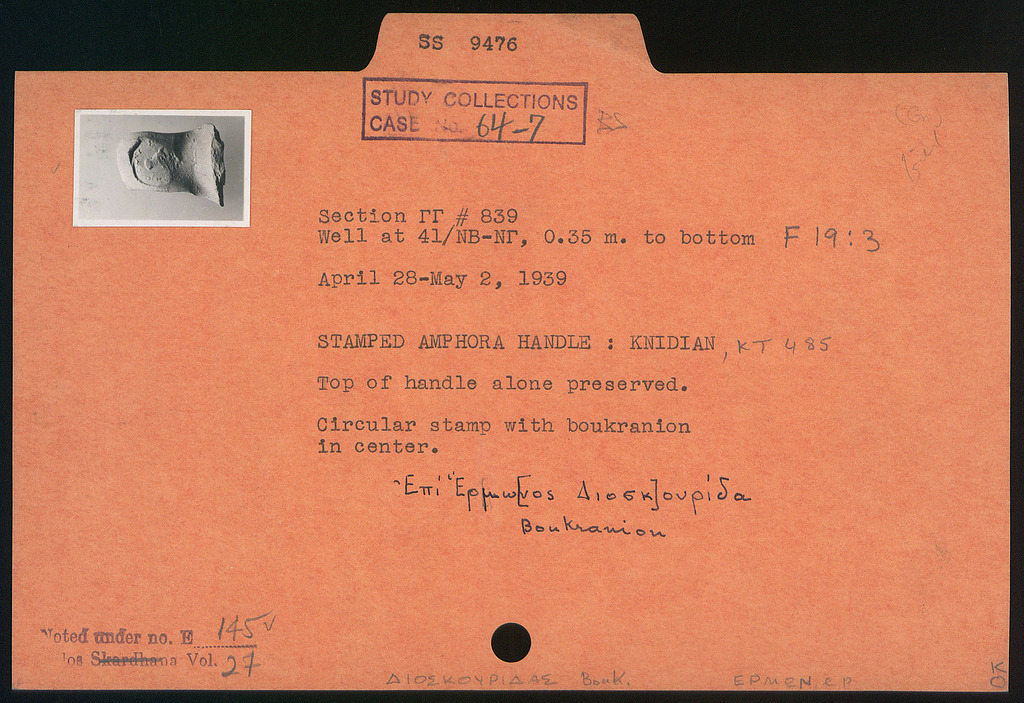 SS 9476
STUDY COLLECTIONS
CASE No. 64-7
Section ΓΓ # 839
Well at 41/ΝΒ-ΝΓ, 0.35 m. to bottom F 19:3
April 28-May 2, 1939
STAMPED AMPHORA HANDLE : KNIDIAN, KT 485
Top of handle alone preserved.
Circular stamp with boukranion
in center.
Ἐπὶ Ἑρμω[νος Διοσκ]ουρίδα
Boukranion
Noted under no. E 145 ✓
Skardhana Vol. 27
ΔΙΟΣΚΟΥΡΙΔΑΣ Bouk.
ΕΡΜΩΝ